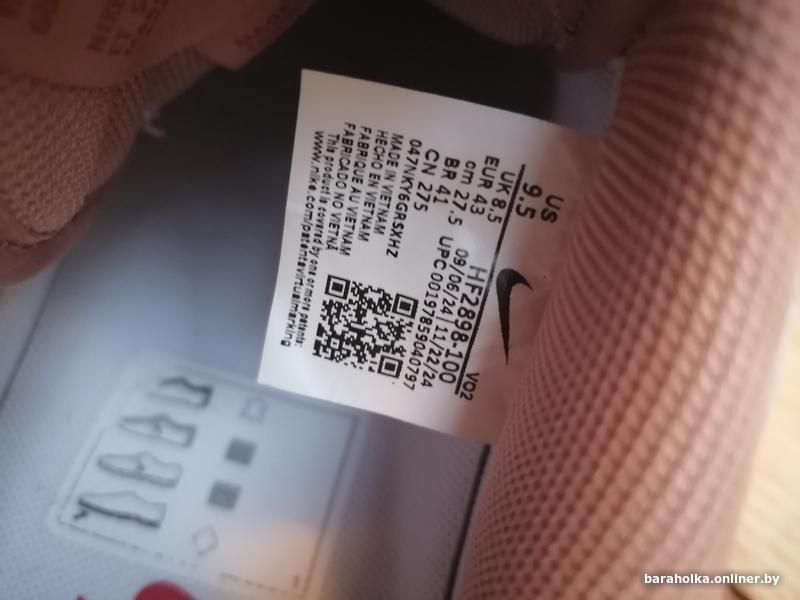 US
9.5
UK 8.5
EUR 43
cm 27.5
BR 41
CN 275
HF2898-100 VO2
09/06/24 11/22/24
UPC 00197859040797
047NKY6GRSXHZ
MADE IN VIETNAM
HECHO EN VIETNAM
FABRIQUE AU VIETNAM
FABRICADO NO VIETNÃ
This product is covered by one or more patents:
www.nike.com/patentsvirtualmarking
baraholka.onliner.by